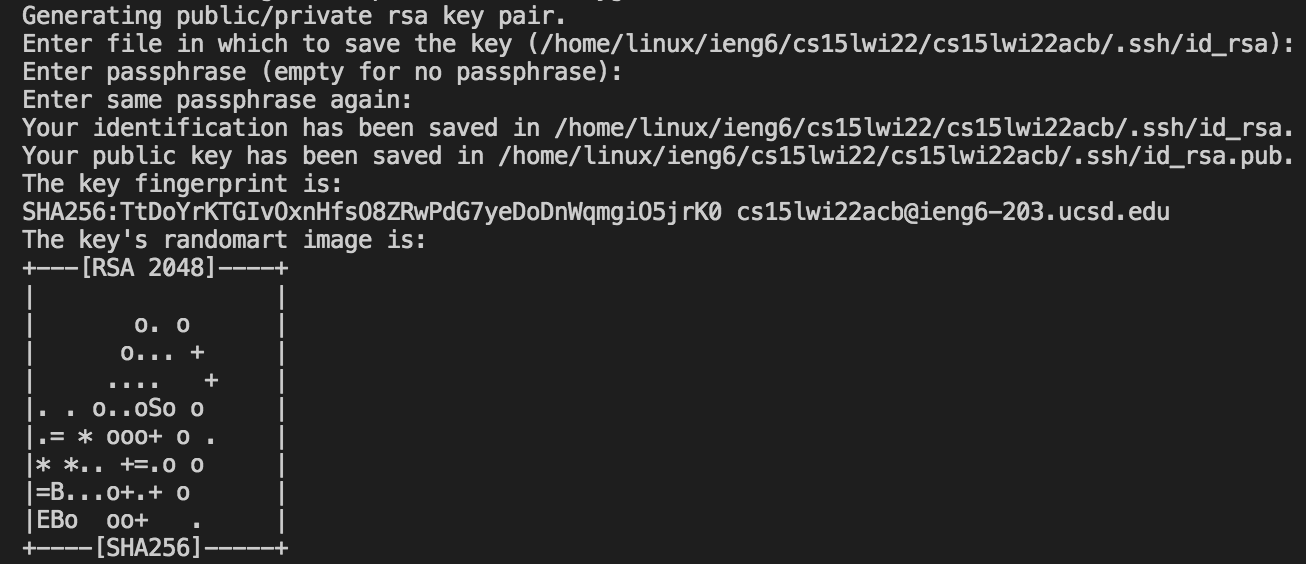 Generating public/private rsa key pair.
Enter file in which to save the key (/home/linux/ieng6/cs15lwi22/cs15lwi22acb/.ssh/id_rsa):
Enter passphrase (empty for no passphrase):
Enter same passphrase again:
Your identification has been saved in /home/linux/ieng6/cs15lwi22/cs15lwi22acb/.ssh/id_rsa.
Your public key has been saved in /home/linux/ieng6/cs15lwi22/cs15lwi22acb/.ssh/id_rsa.pub.
The key fingerprint is:
SHA256:TtDoYrKTGIvOxnHfsO8ZRwPdG7yeDoDnWqmgiO5jrK0 cs15lwi22acb@ieng6-203.ucsd.edu
The key's randomart image is:
+---[RSA 2048]----+
|                 |
|       o. o      |
|      o... +     |
|     ....   +    |
|. . o..oSo o     |
|.= * ooo+ o .    |
|* *.. +=.o o     |
|=B...o+.+ o      |
|EBo  oo+   .     |
+----[SHA256]-----+